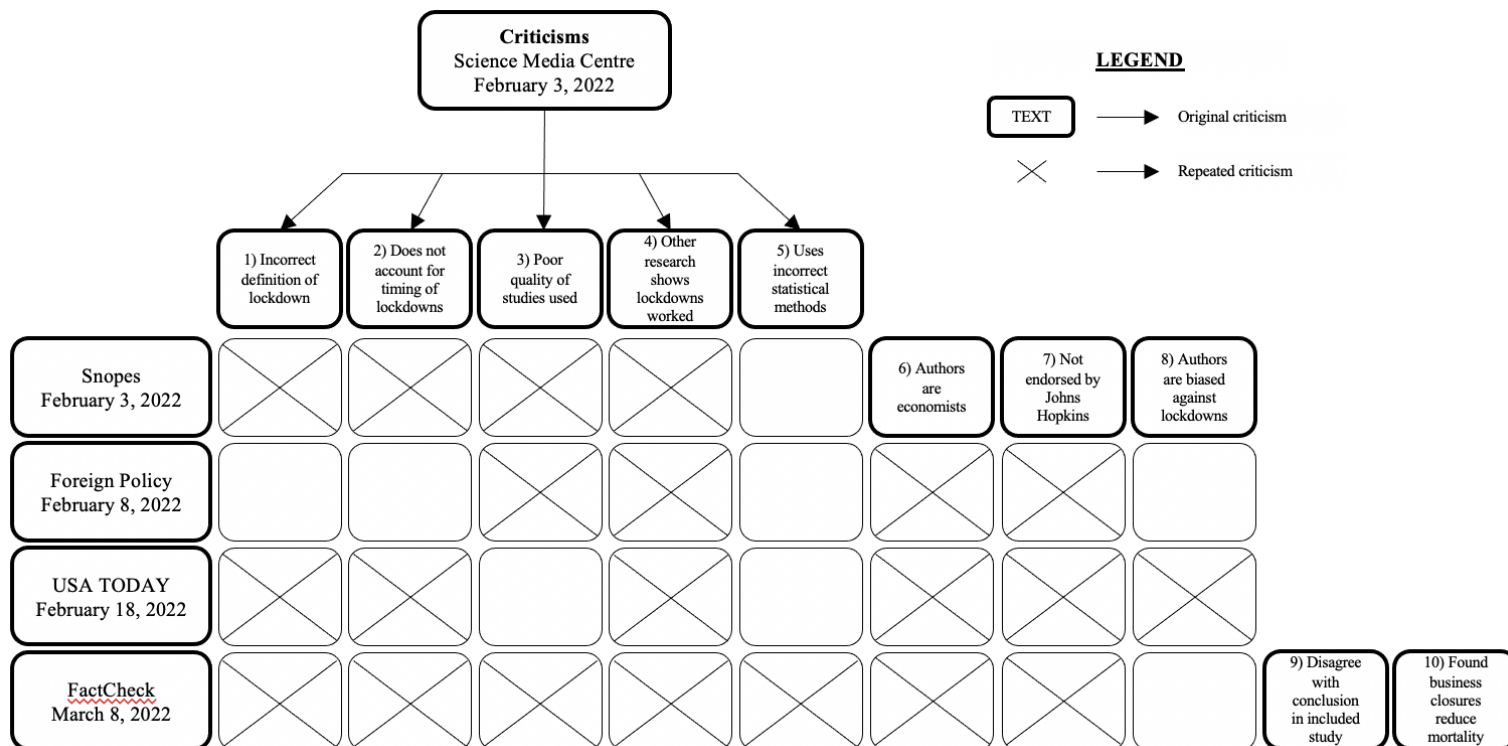 Criticisms
Science Media Centre
February 3, 2022
LEGEND
TEXT
Original criticism
Repeated criticism
1) Incorrect
definition of
lockdown
2) Does not
account for
timing of
lockdowns
3) Poor
quality of
studies used
4) Other
research
shows
lockdowns
worked
5) Uses
incorrect
statistical
methods
Snopes
February 3, 2022
6) Authors
are
economists
7) Not
endorsed by
Johns
Hopkins
8) Authors
are biased
against
lockdowns
Foreign Policy
February 8, 2022
USA TODAY
February 18, 2022
FactCheck
March 8, 2022
9) Disagree
with
conclusion
in included
study
10) Found
business
closures
reduce
mortality